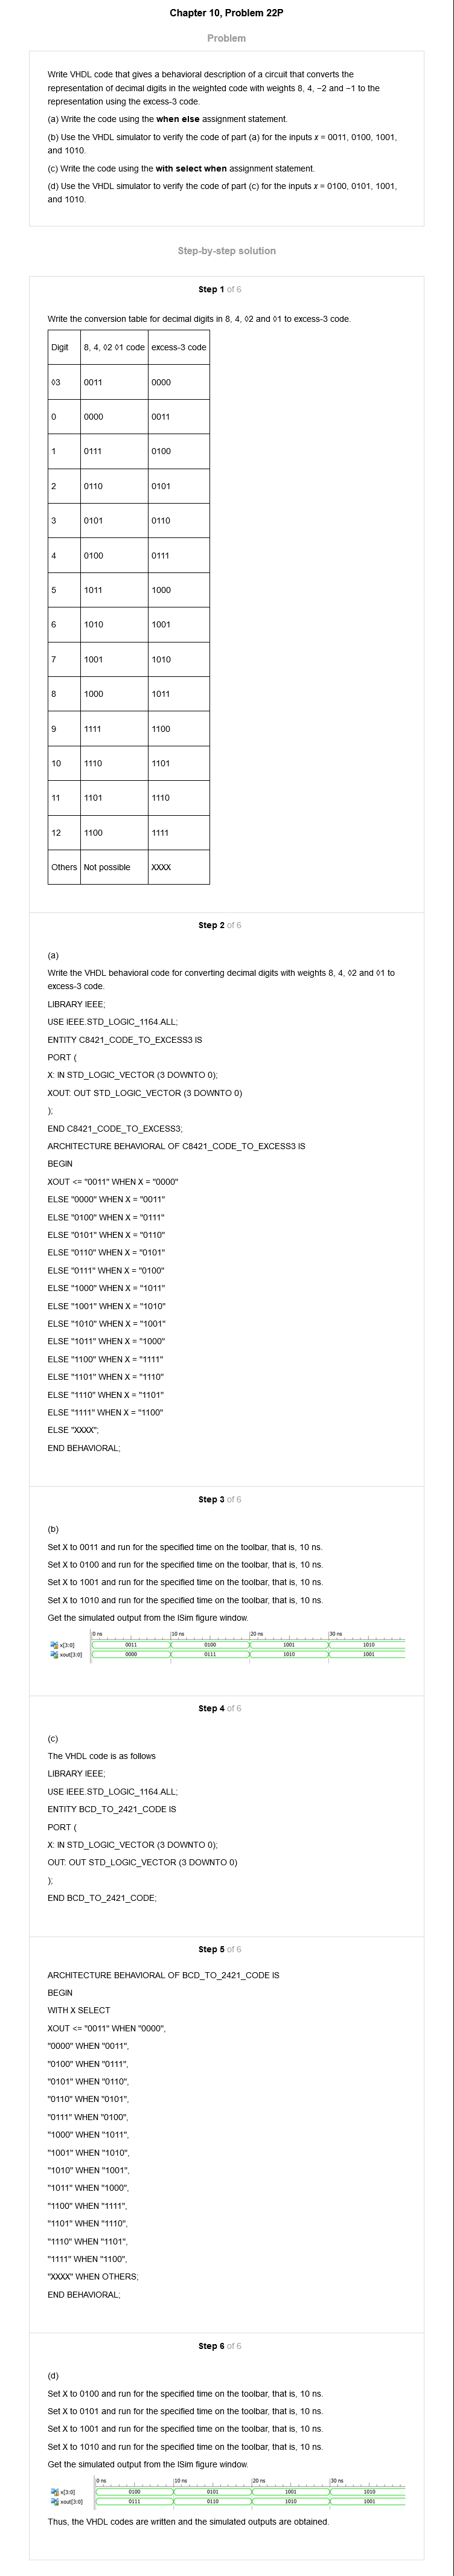 Chapter 10, Problem 22P
Problem
Write VHDL code that gives a behavioral description of a circuit that converts the
representation of decimal digits in the weighted code with weights 8, 4, −2 and −1 to the
representation using the excess-3 code.
(a) Write the code using the when else assignment statement.
(b) Use the VHDL simulator to verify the code of part (a) for the inputs x = 0011, 0100, 1001,
and 1010.
(c) Write the code using the with select when assignment statement.
(d) Use the VHDL simulator to verify the code of part (c) for the inputs x = 0100, 0101, 1001,
and 1010.
Step-by-step solution
Step 1 of 6
Write the conversion table for decimal digits in 8, 4, ◊2 and ◊1 to excess-3 code.
Digit 8, 4, ◊2 ◊1 code excess-3 code
◊3 0011 0000
0 0000 0011
1 0111 0100
2 0110 0101
3 0101 0110
4 0100 0111
5 1011 1000
6 1010 1001
7 1001 1010
8 1000 1011
9 1111 1100
10 1110 1101
11 1101 1110
12 1100 1111
Others Not possible XXXX
Step 2 of 6
(a)
Write the VHDL behavioral code for converting decimal digits with weights 8, 4, ◊2 and ◊1 to
excess-3 code.
LIBRARY IEEE;
USE IEEE.STD_LOGIC_1164.ALL;
ENTITY C8421_CODE_TO_EXCESS3 IS
PORT (
X: IN STD_LOGIC_VECTOR (3 DOWNTO 0);
XOUT: OUT STD_LOGIC_VECTOR (3 DOWNTO 0)
);
END C8421_CODE_TO_EXCESS3;
ARCHITECTURE BEHAVIORAL OF C8421_CODE_TO_EXCESS3 IS
BEGIN
XOUT <= "0011" WHEN X = "0000"
ELSE "0000" WHEN X = "0011"
ELSE "0100" WHEN X = "0111"
ELSE "0101" WHEN X = "0110"
ELSE "0110" WHEN X = "0101"
ELSE "0111" WHEN X = "0100"
ELSE "1000" WHEN X = "1011"
ELSE "1001" WHEN X = "1010"
ELSE "1010" WHEN X = "1001"
ELSE "1011" WHEN X = "1000"
ELSE "1100" WHEN X = "1111"
ELSE "1101" WHEN X = "1110"
ELSE "1110" WHEN X = "1101"
ELSE "1111" WHEN X = "1100"
ELSE "XXXX";
END BEHAVIORAL;
Step 3 of 6
(b)
Set X to 0011 and run for the specified time on the toolbar, that is, 10 ns.
Set X to 0100 and run for the specified time on the toolbar, that is, 10 ns.
Set X to 1001 and run for the specified time on the toolbar, that is, 10 ns.
Set X to 1010 and run for the specified time on the toolbar, that is, 10 ns.
Get the simulated output from the ISim figure window.
0 ns 10 ns 20 ns 30 ns
x[3:0] 0011 0100 1001 1010
xout[3:0] 0000 0111 1010 1001
Step 4 of 6
(c)
The VHDL code is as follows
LIBRARY IEEE;
USE IEEE.STD_LOGIC_1164.ALL;
ENTITY BCD_TO_2421_CODE IS
PORT (
X: IN STD_LOGIC_VECTOR (3 DOWNTO 0);
OUT: OUT STD_LOGIC_VECTOR (3 DOWNTO 0)
);
END BCD_TO_2421_CODE;
Step 5 of 6
ARCHITECTURE BEHAVIORAL OF BCD_TO_2421_CODE IS
BEGIN
WITH X SELECT
XOUT <= "0011" WHEN "0000",
"0000" WHEN "0011",
"0100" WHEN "0111",
"0101" WHEN "0110",
"0110" WHEN "0101",
"0111" WHEN "0100",
"1000" WHEN "1011",
"1001" WHEN "1010",
"1010" WHEN "1001",
"1011" WHEN "1000",
"1100" WHEN "1111",
"1101" WHEN "1110",
"1110" WHEN "1101",
"1111" WHEN "1100",
"XXXX" WHEN OTHERS;
END BEHAVIORAL;
Step 6 of 6
(d)
Set X to 0100 and run for the specified time on the toolbar, that is, 10 ns.
Set X to 0101 and run for the specified time on the toolbar, that is, 10 ns.
Set X to 1001 and run for the specified time on the toolbar, that is, 10 ns.
Set X to 1010 and run for the specified time on the toolbar, that is, 10 ns.
Get the simulated output from the ISim figure window.
0 ns 10 ns 20 ns 30 ns
x[3:0] 0100 0101 1001 1010
xout[3:0] 0111 0110 1010 1001
Thus, the VHDL codes are written and the simulated outputs are obtained.